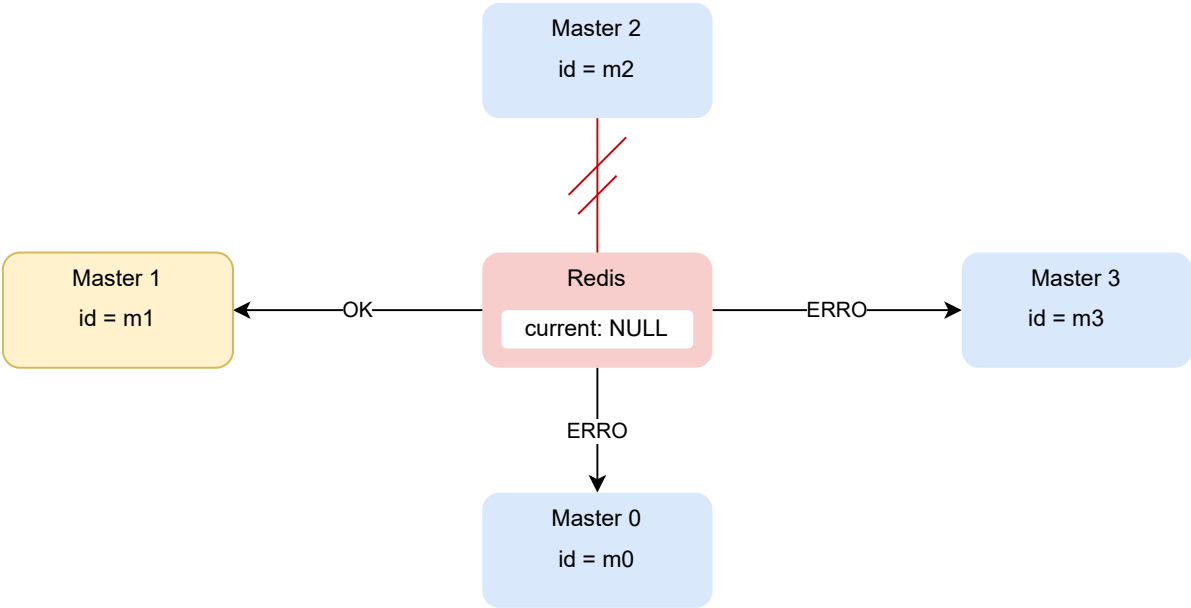 Master 2
id = m2
Master 1
id = m1
OK
Redis
current: NULL
ERRO
Master 3
id = m3
ERRO
Master 0
id = m0